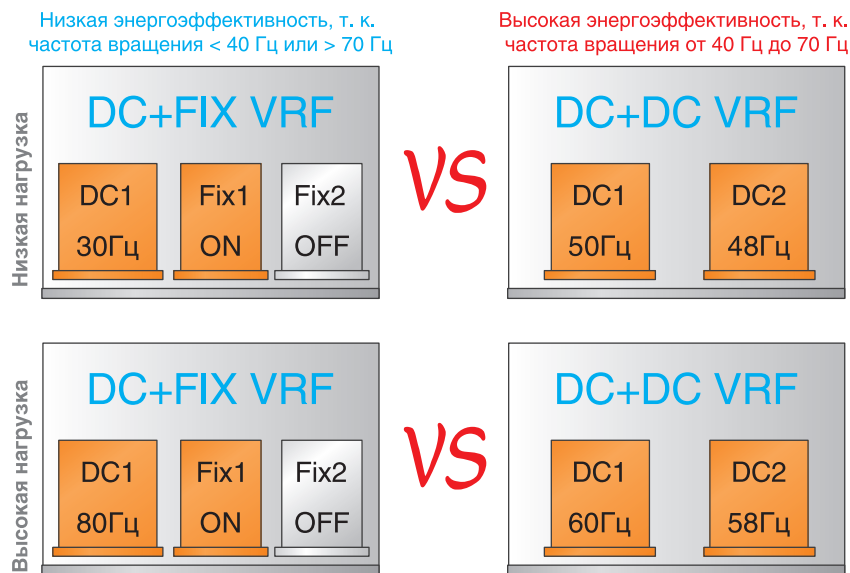 Низкая энергоэффективность, т. к.
частота вращения < 40 Гц или > 70 Гц
Высокая энергоэффективность, т. к.
частота вращения от 40 Гц до 70 Гц
Низкая нагрузка
DC+FIX VRF
DC1
30Гц
Fix1
ON
Fix2
OFF
VS
DC+DC VRF
DC1
50Гц
DC2
48Гц
Высокая нагрузка
DC+FIX VRF
DC1
80Гц
Fix1
ON
Fix2
OFF
VS
DC+DC VRF
DC1
60Гц
DC2
58Гц